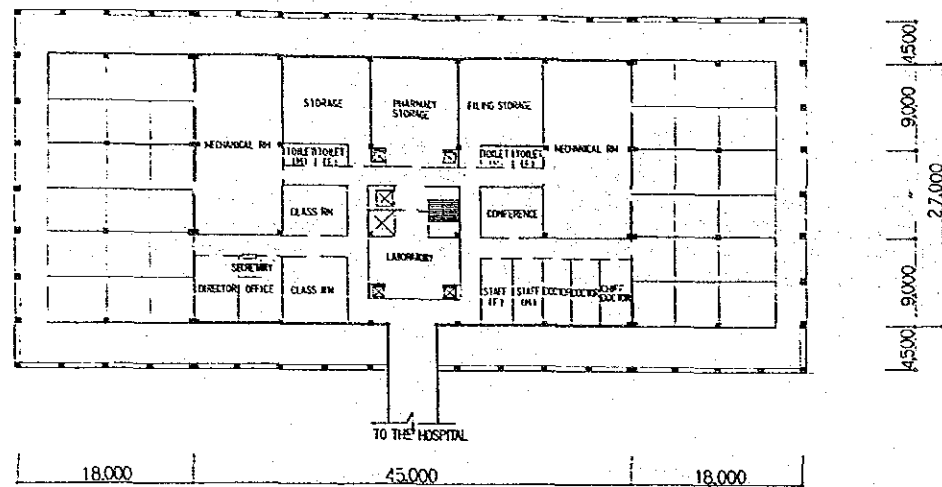 STORAGE
PHARMACY
STORAGE
FILING STORAGE
MECHANICAL RM
TOILET
(M)
TOILET
(F)
TOILET
TOILET
(F)
MECHANICAL RM
CLASS RM
CONFERENCE
LABORATORY
SECRETARY
DIRECTOR
OFFICE
CLASS RM
STAFF
(F)
STAFF
(M)
DOCTOR
DOCTOR
CHIEF
DOCTOR
TO THE HOSPITAL
18.000
45.000
18.000
4,500
9,000
27.000
9,000
4,500